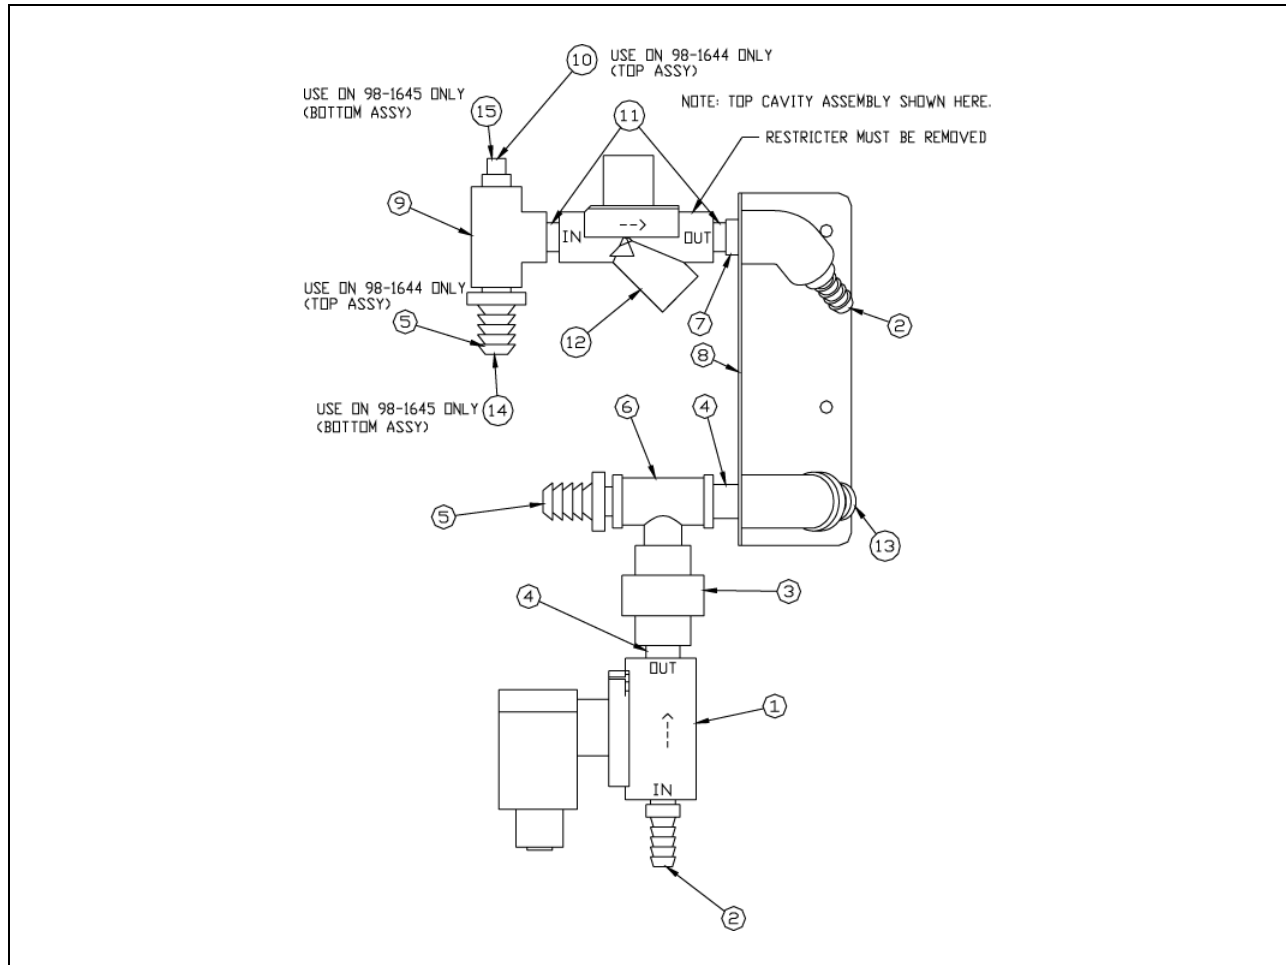 10
USE ON 98-1644 ONLY
(TOP ASSY)
USE ON 98-1645 ONLY
(BOTTOM ASSY)
15
NOTE: TOP CAVITY ASSEMBLY SHOWN HERE.
11
RESTRICTER MUST BE REMOVED
9
IN
-->
OUT
USE ON 98-1644 ONLY
(TOP ASSY)
5
12
7
2
8
USE ON 98-1645 ONLY
(BOTTOM ASSY)
14
6
4
5
13
3
4
OUT
1
IN
2